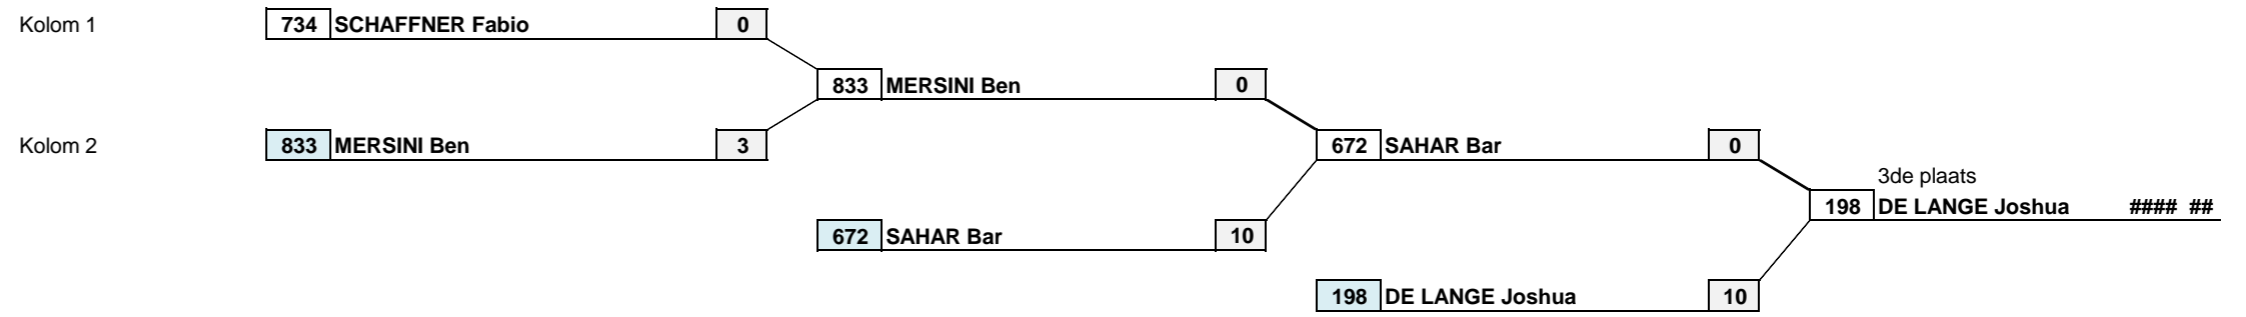 Kolom 1 734 SCHAFFNER Fabio 0
833 MERSINI Ben 0
Kolom 2 833 MERSINI Ben 3 672 SAHAR Bar 0
3de plaats
198 DE LANGE Joshua #### ##
672 SAHAR Bar 10
198 DE LANGE Joshua 10